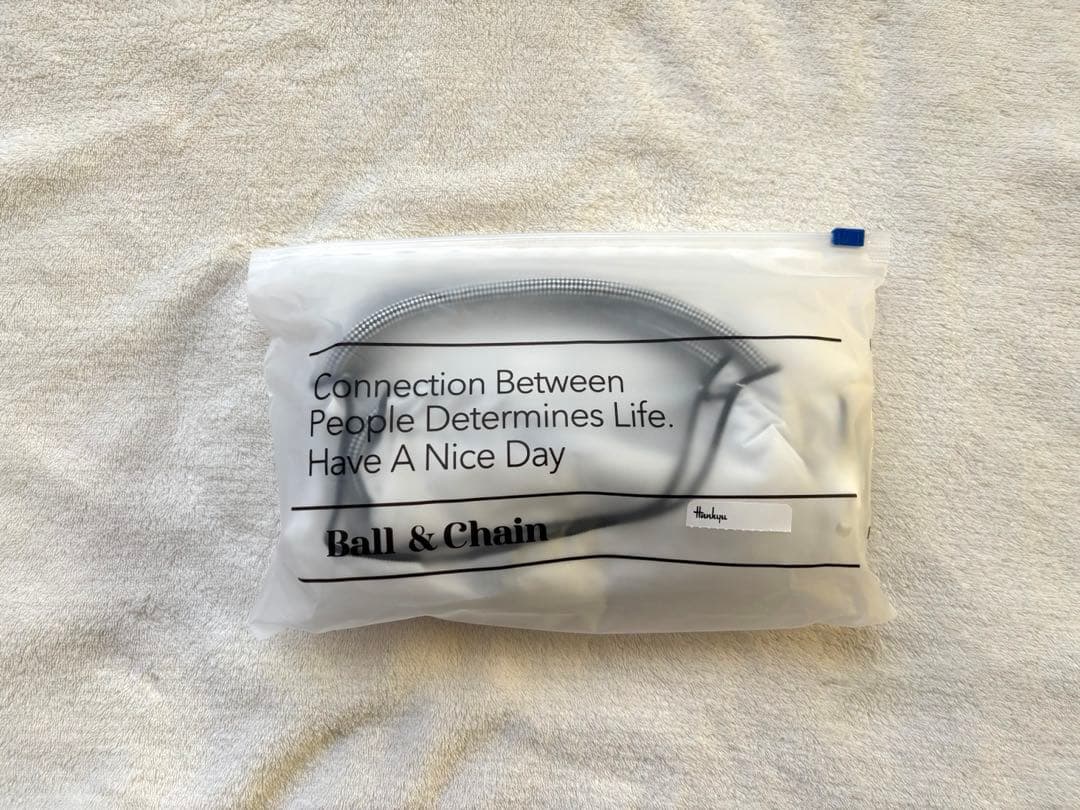 Connection Between
People Determines Life.
Have A Nice Day
Ball & Chain
Hankyu